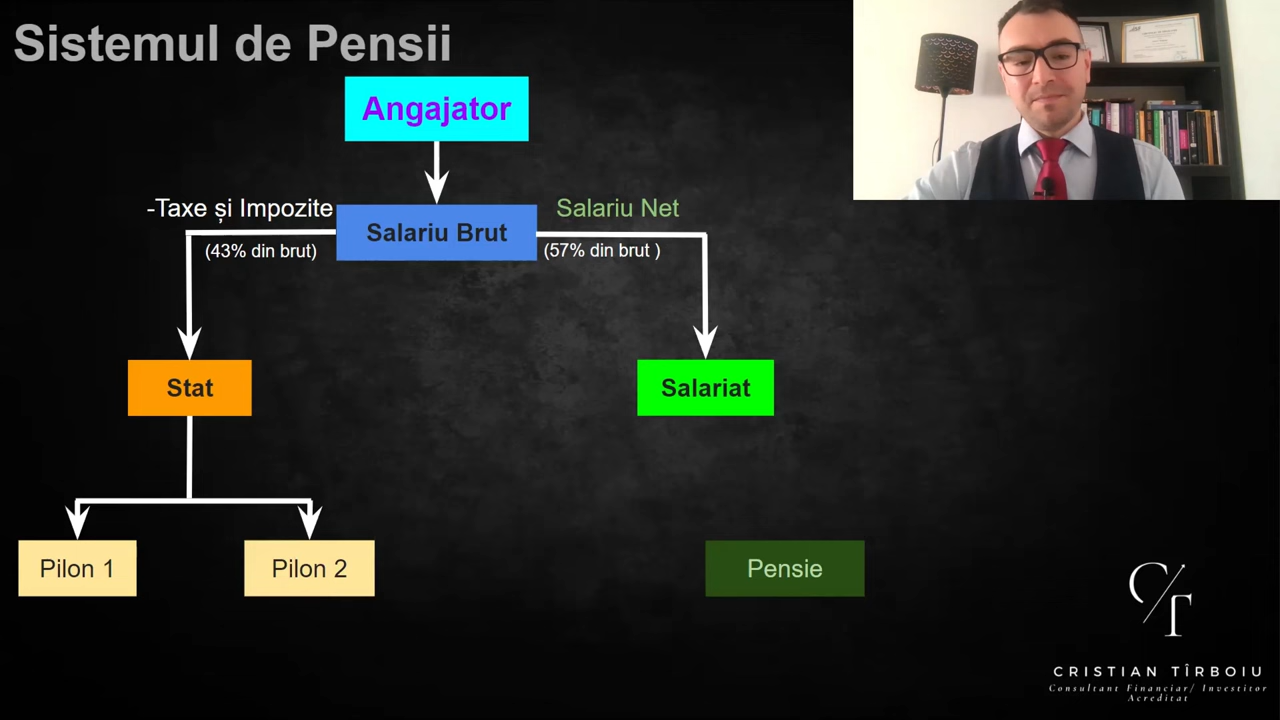 Sistemul de Pensii
Angajator
-Taxe și Impozite
Salariu Brut
Salariu Net
(43% din brut)
(57% din brut )
Stat
Salariat
Pilon 1
Pilon 2
Pensie
CT
CRISTIAN TÎRBOIU
Consultant Financiar/ Investitor
Acreditat